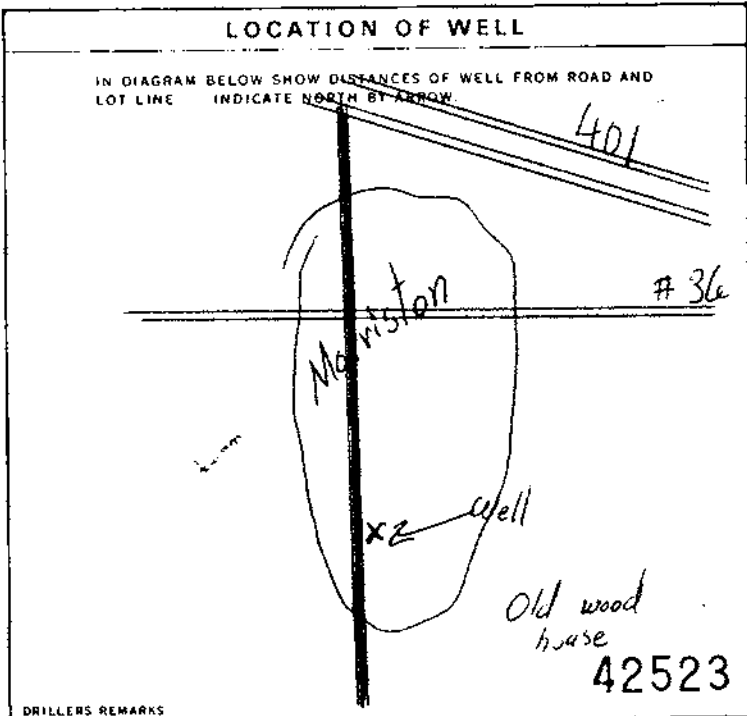 LOCATION OF WELL
IN DIAGRAM BELOW SHOW DISTANCES OF WELL FROM ROAD AND
LOT LINE INDICATE NORTH BY ARROW.
401
# 36
Morriston
X
Well
Old wood
house
42523
DRILLERS REMARKS